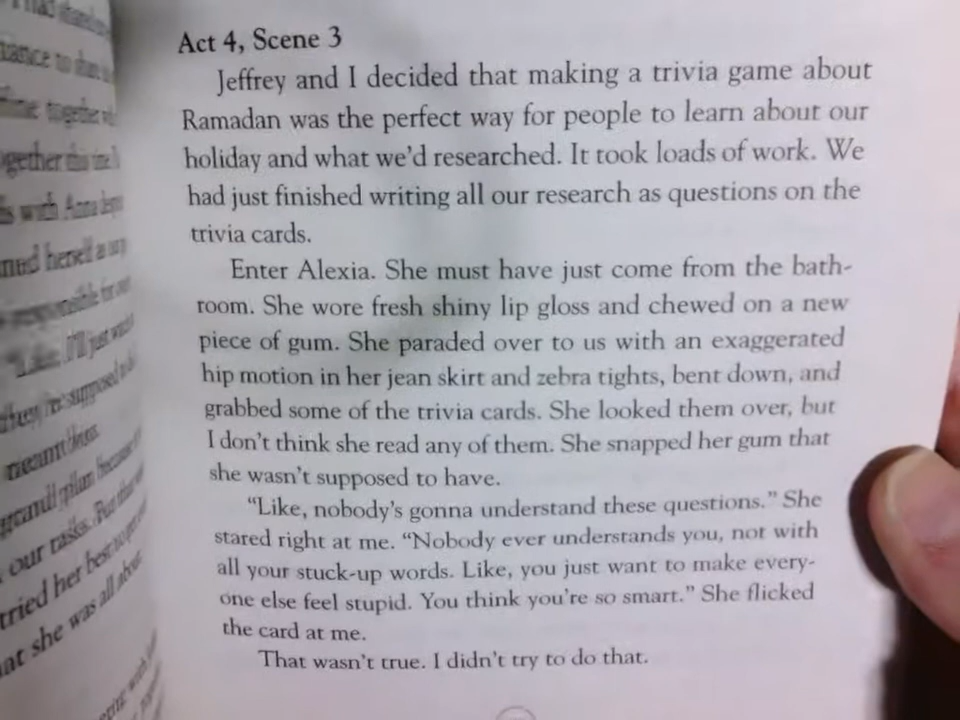 Act 4, Scene 3
Jeffrey and I decided that making a trivia game about
Ramadan was the perfect way for people to learn about our
holiday and what we'd researched. It took loads of work. We
had just finished writing all our research as questions on the
trivia cards.
Enter Alexia. She must have just come from the bath-
room. She wore fresh shiny lip gloss and chewed on a new
piece of gum. She paraded over to us with an exaggerated
hip motion in her jean skirt and zebra tights, bent down, and
grabbed some of the trivia cards. She looked them over, but
I don't think she read any of them. She snapped her gum that
she wasn't supposed to have.
"Like, nobody's gonna understand these questions." She
stared right at me. "Nobody ever understands you, not with
all your stuck-up words. Like, you just want to make every-
one else feel stupid. You think you're so smart." She flicked
the card at me.
That wasn't true. I didn't try to do that.